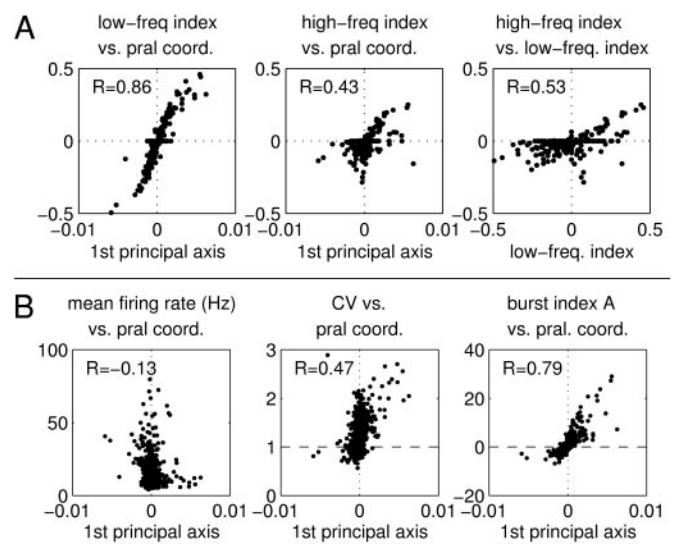 A
low-freq index
vs. pral coord.
high-freq index
vs. pral coord.
high-freq index
vs. low-freq. index
0.5
0
-0.5
R=0.86
-0.01
0
0.01
1st principal axis
0.5
0
-0.5
R=0.43
-0.01
0
0.01
1st principal axis
0.5
0
-0.5
R=0.53
-0.5
0
0.5
low-freq. index
B
mean firing rate (Hz)
vs. pral coord.
CV vs.
pral coord.
burst index A
vs. pral. coord.
100
50
0
R=-0.13
-0.01
0
0.01
1st principal axis
3
2
1
0
R=0.47
-0.01
0
0.01
1st principal axis
40
20
0
-20
R=0.79
-0.01
0
0.01
1st principal axis